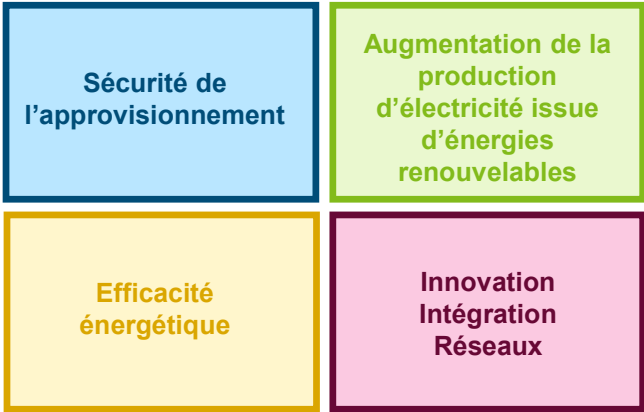 Sécurité de
l’approvisionnement
Augmentation de la
production
d’électricité issue
d’énergies
renouvelables
Efficacité
énergétique
Innovation
Intégration
Réseaux